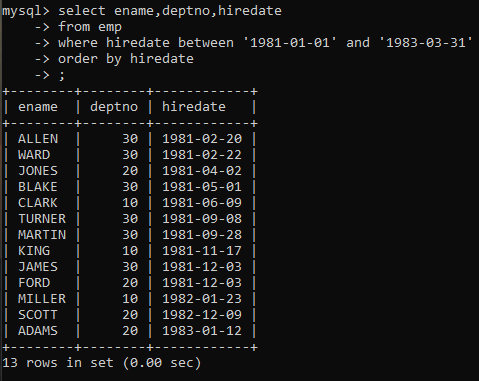 mysql> select ename,deptno,hiredate
    -> from emp
    -> where hiredate between '1981-01-01' and '1983-03-31'
    -> order by hiredate
    -> ;
+--------+--------+------------+
| ename  | deptno | hiredate   |
+--------+--------+------------+
| ALLEN  |     30 | 1981-02-20 |
| WARD   |     30 | 1981-02-22 |
| JONES  |     20 | 1981-04-02 |
| BLAKE  |     30 | 1981-05-01 |
| CLARK  |     10 | 1981-06-09 |
| TURNER |     30 | 1981-09-08 |
| MARTIN |     30 | 1981-09-28 |
| KING   |     10 | 1981-11-17 |
| JAMES  |     30 | 1981-12-03 |
| FORD   |     20 | 1981-12-03 |
| MILLER |     10 | 1982-01-23 |
| SCOTT  |     20 | 1982-12-09 |
| ADAMS  |     20 | 1983-01-12 |
+--------+--------+------------+
13 rows in set (0.00 sec)